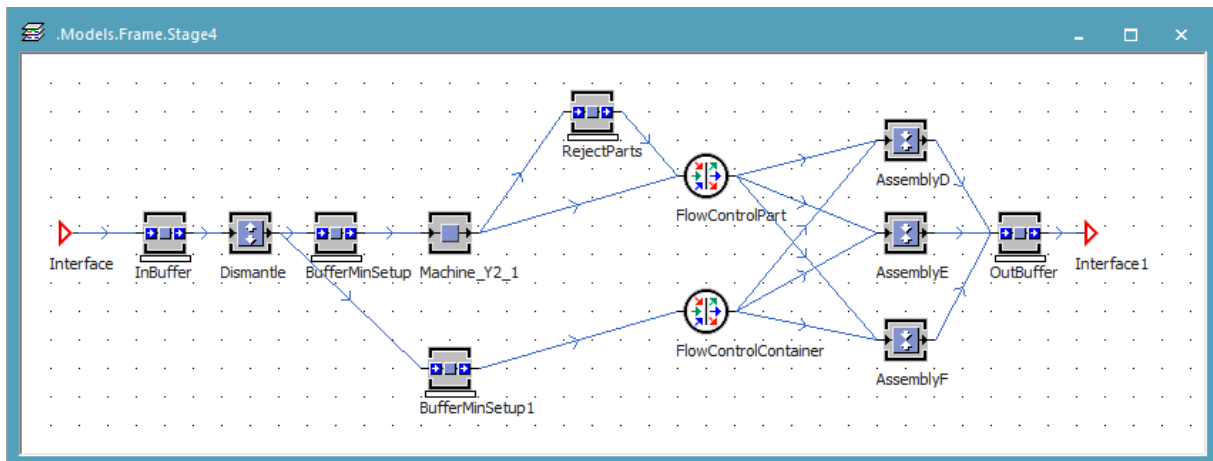 .Models.Frame.Stage4
RejectParts
AssemblyD
FlowControlPart
Interface
InBuffer
Dismantle
BufferMinSetup
Machine_Y2_1
AssemblyE
OutBuffer
Interface1
FlowControlContainer
AssemblyF
BufferMinSetup1